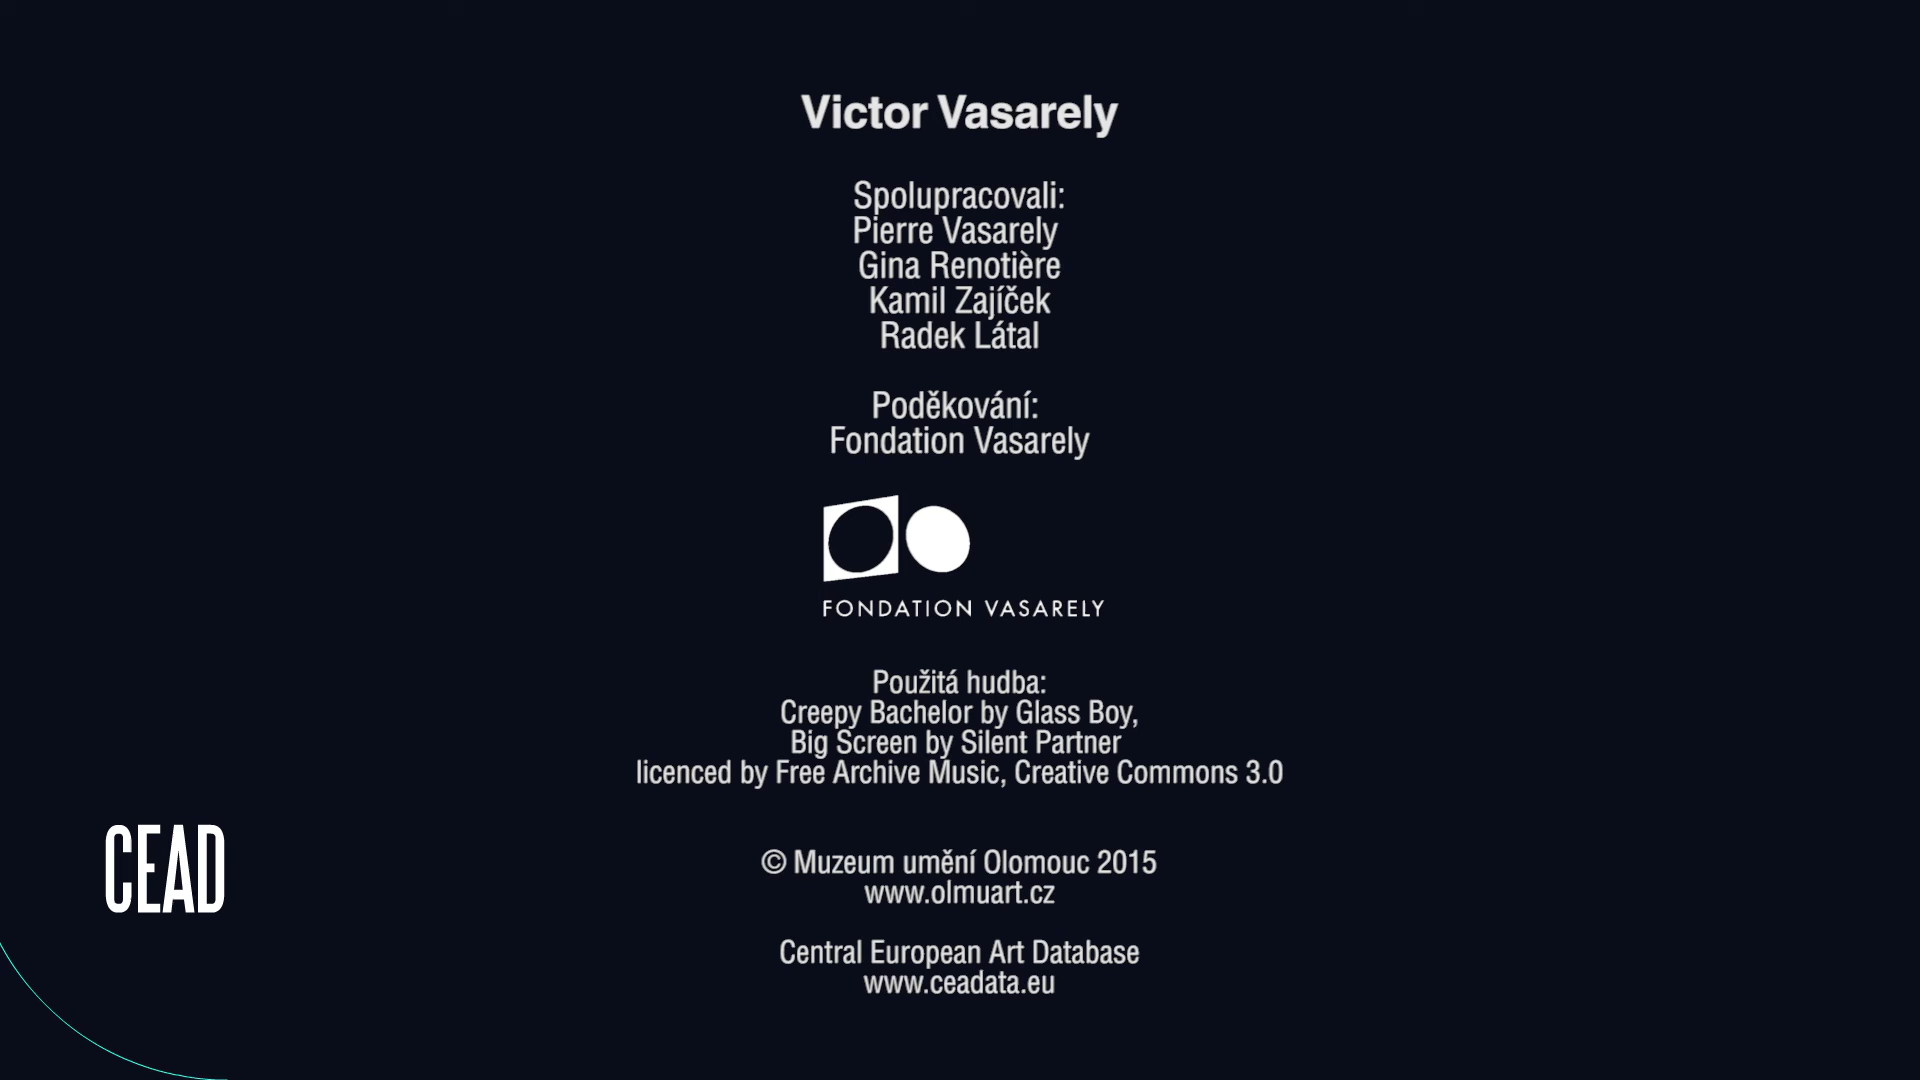 Victor Vasarely
Spolupracovali:
Pierre Vasarely
Gina Renotière
Kamil Zajíček
Radek Látal
Poděkování:
Fondation Vasarely
FONDATION VASARELY
Použitá hudba:
Creepy Bachelor by Glass Boy,
Big Screen by Silent Partner
licenced by Free Archive Music, Creative Commons 3.0
CEAD
© Muzeum umění Olomouc 2015
www.olmuart.cz
Central European Art Database
www.ceadata.eu